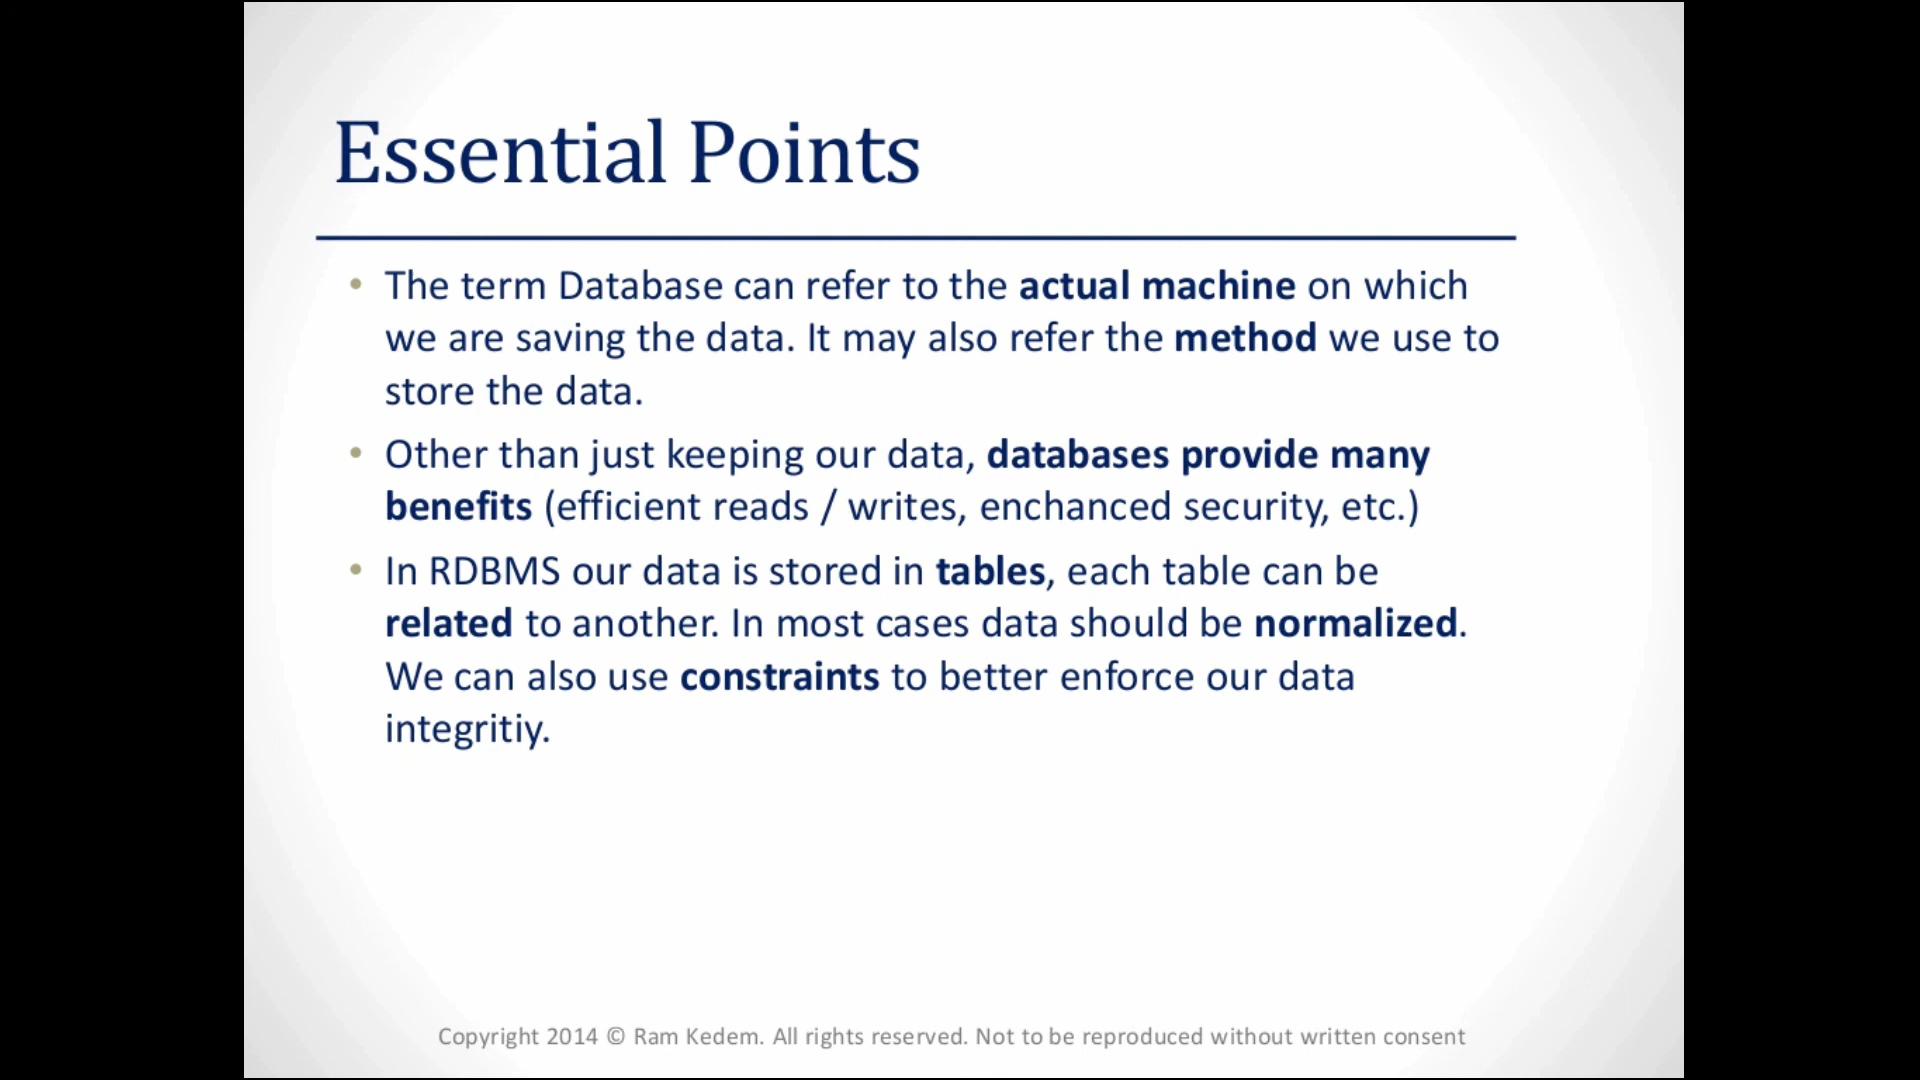 Essential Points
• The term Database can refer to the actual machine on which
we are saving the data. It may also refer the method we use to
store the data.
• Other than just keeping our data, databases provide many
benefits (efficient reads / writes, enchanced security, etc.)
• In RDBMS our data is stored in tables, each table can be
related to another. In most cases data should be normalized.
We can also use constraints to better enforce our data
integritiy.
Copyright 2014 © Ram Kedem. All rights reserved. Not to be reproduced without written consent